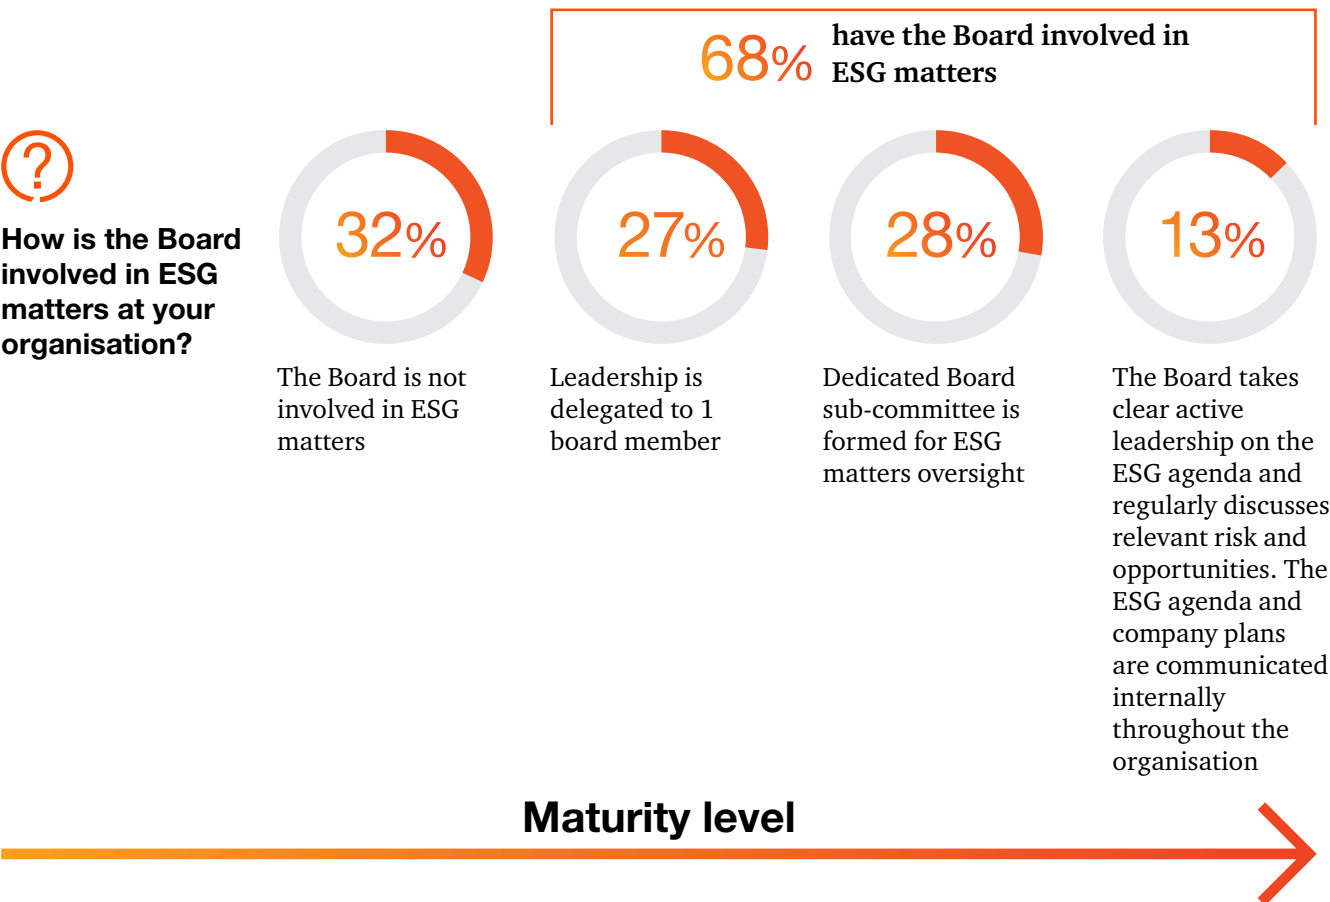 68% have the Board involved in
ESG matters
?
How is the Board
involved in ESG
matters at your
organisation?
32%
The Board is not
involved in ESG
matters
27%
Leadership is
delegated to 1
board member
28%
Dedicated Board
sub-committee is
formed for ESG
matters oversight
13%
The Board takes
clear active
leadership on the
ESG agenda and
regularly discusses
relevant risk and
opportunities. The
ESG agenda and
company plans
are communicated
internally
throughout the
organisation
Maturity level